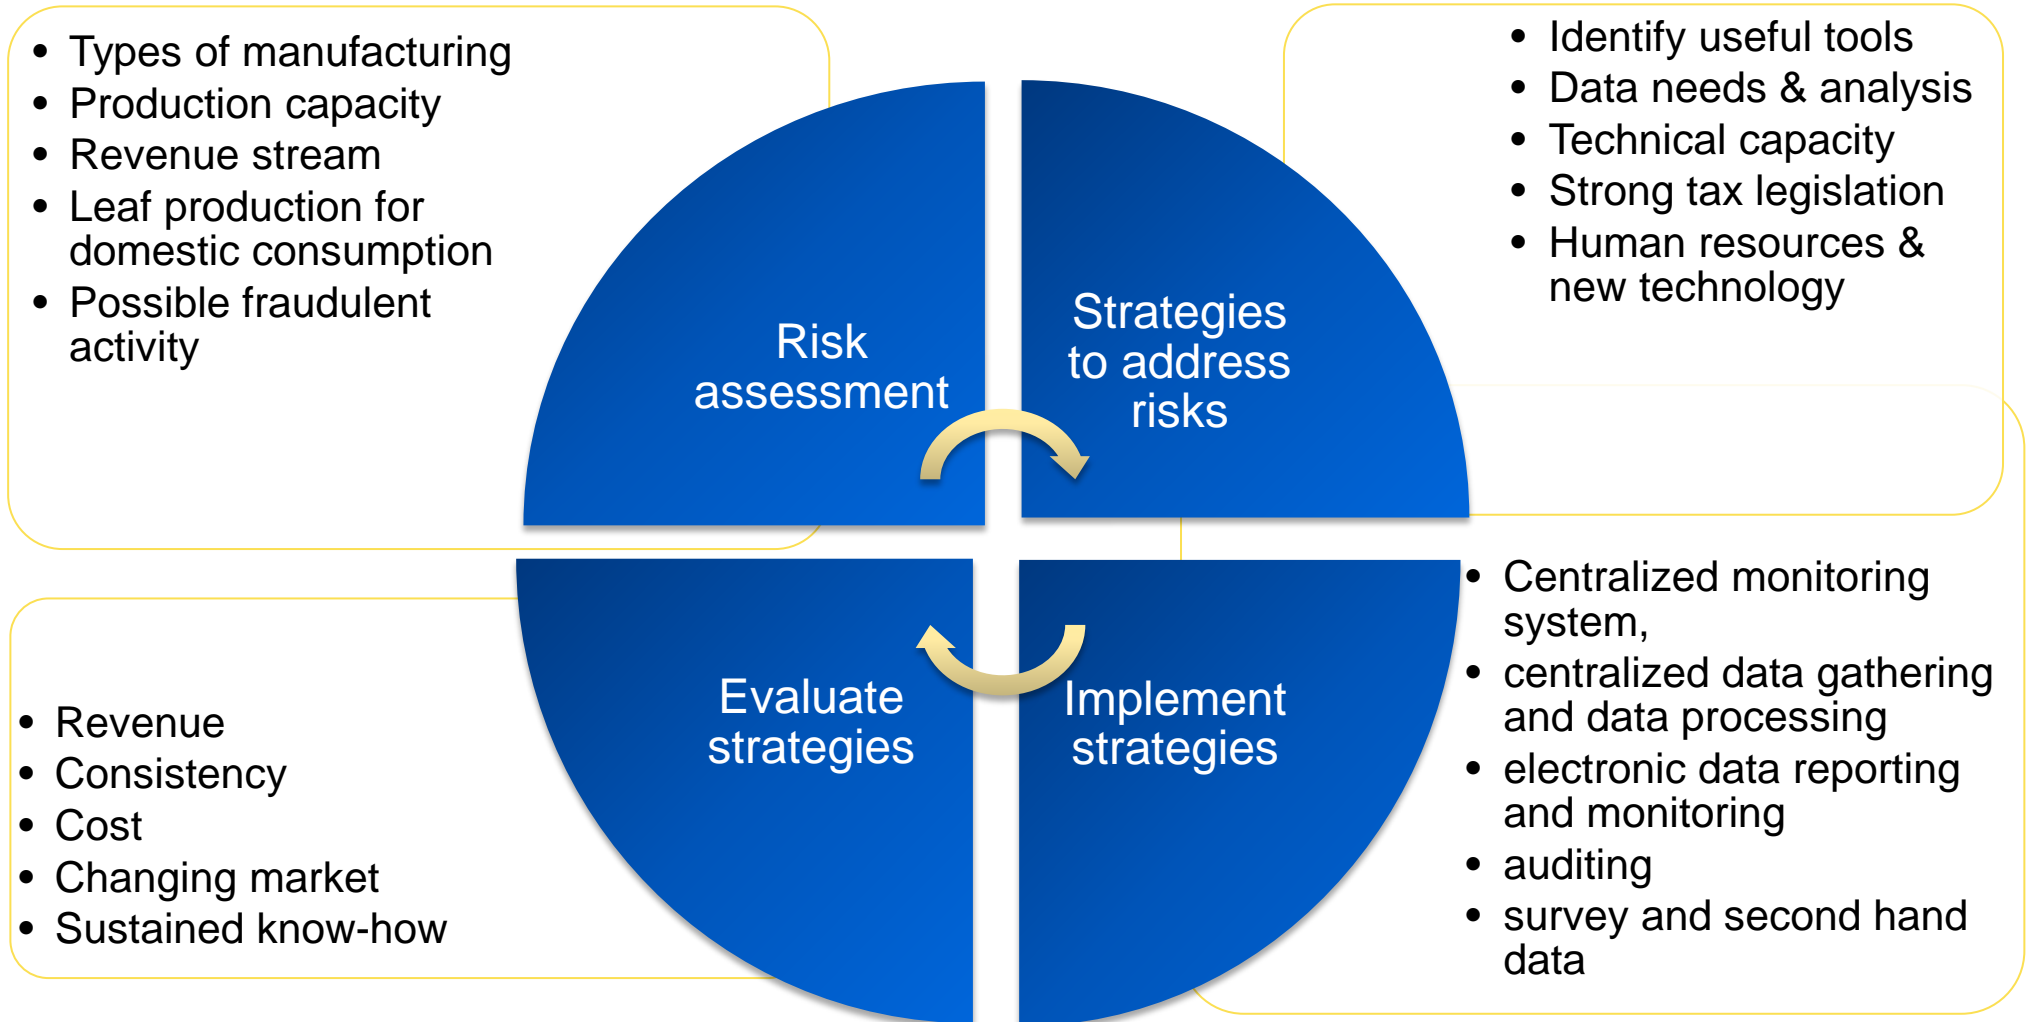 • Types of manufacturing
• Production capacity
• Revenue stream
• Leaf production for
domestic consumption
• Possible fraudulent
activity
Risk
assessment
Strategies
to address
risks
• Identify useful tools
• Data needs & analysis
• Technical capacity
• Strong tax legislation
• Human resources &
new technology
• Revenue
• Consistency
• Cost
• Changing market
• Sustained know-how
Evaluate
strategies
Implement
strategies
• Centralized monitoring
system,
• centralized data gathering
and data processing
• electronic data reporting
and monitoring
• auditing
• survey and second hand
data